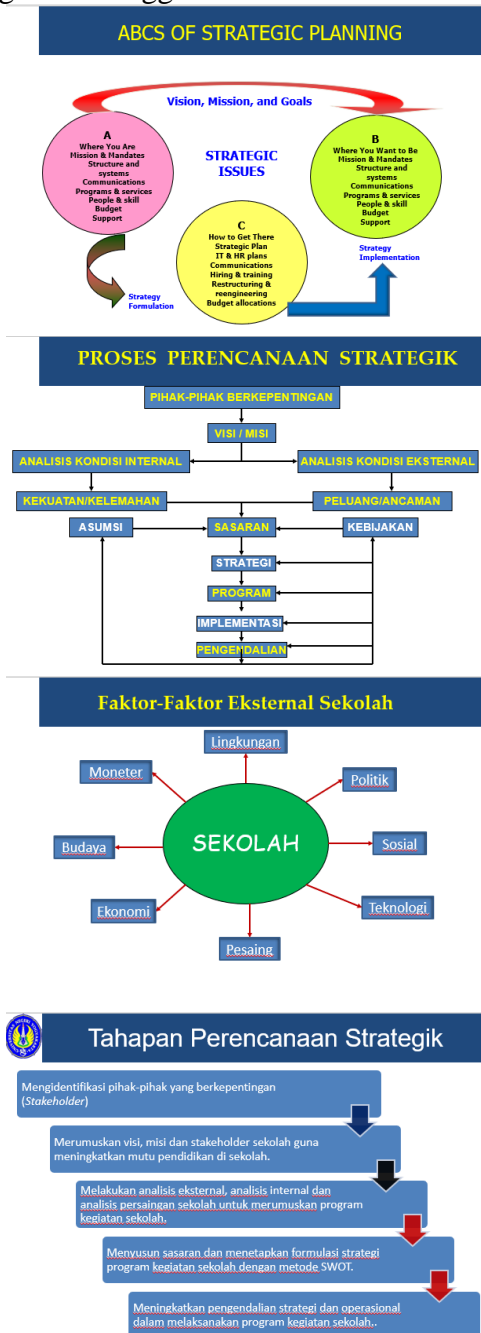 ABCS OF STRATEGIC PLANNING
Vision, Mission, and Goals
A
Where You Are
Mission & Mandates
Structure and
systems
Communications
Programs & services
People & skill
Budget
Support
STRATEGIC
ISSUES
B
Where You Want to Be
Mission & Mandates
Structure and
systems
Communications
Programs & services
People & skill
Budget
Support
C
How to Get There
Strategic Plan
IT & HR plans
Communications
Hiring & training
Restructuring &
reengineering
Budget allocations
Strategy
Formulation
Strategy
Implementation
PROSES PERENCANAAN STRATEGIK
PIHAK-PIHAK BERKEPENTINGAN
VISI / MISI
ANALISIS KONDISI INTERNAL
ANALISIS KONDISI EKSTERNAL
KEKUATAN/KELEMAHAN
PELUANG/ANCAMAN
ASUMSI
SASARAN
KEBIJAKAN
STRATEGI
PROGRAM
IMPLEMENTASI
PENGENDALIAN
Faktor-Faktor Eksternal Sekolah
Lingkungan
Moneter
Politik
Budaya
SEKOLAH
Sosial
Ekonomi
Teknologi
Pesaing
Tahapan Perencanaan Strategik
Mengidentifikasi pihak-pihak yang berkepentingan
(Stakeholder)
Merumuskan visi, misi dan stakeholder sekolah guna
meningkatkan mutu pendidikan di sekolah.
Melakukan analisis eksternal, analisis internal dan
analisis persaingan sekolah untuk merumuskan program
kegiatan sekolah.
Menyusun sasaran dan menetapkan formulasi strategi
program kegiatan sekolah dengan metode SWOT.
Meningkatkan pengendalian strategi dan operasional
dalam melaksanakan program kegiatan sekolah..